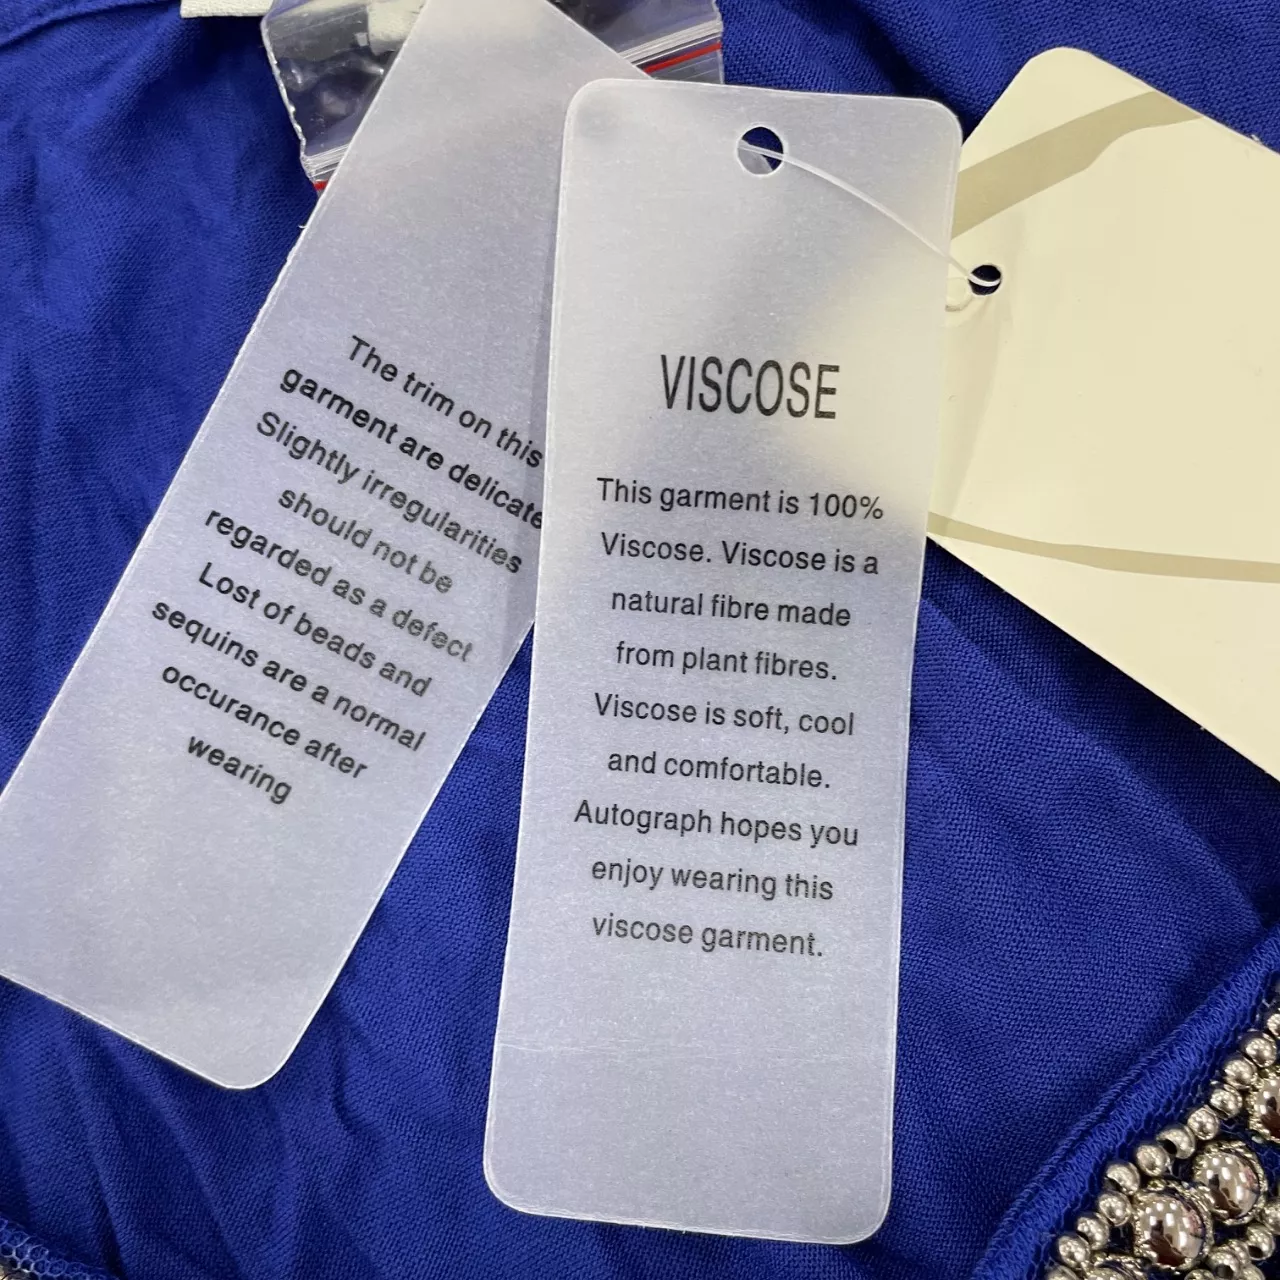 The trim on this
garment are delicate
Slightly irregularities
should not be
regarded as a defect
Lost of beads and
sequins are a normal
occurance after
wearing
VISCOSE
This garment is 100%
Viscose. Viscose is a
natural fibre made
from plant fibres.
Viscose is soft, cool
and comfortable.
Autograph hopes you
enjoy wearing this
viscose garment.